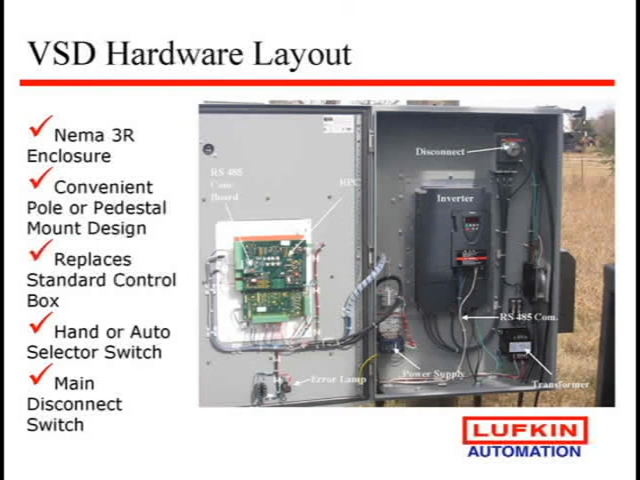 VSD Hardware Layout
Nema 3R
Enclosure
Convenient
Pole or Pedestal
Mount Design
Replaces
Standard Control
Box
Hand or Auto
Selector Switch
Main
Disconnect
Switch
Disconnect
RS 485
Com.
Board
RPC
Inverter
RS 485 Com.
Power Supply
Error Lamp
Transformer
LUFKIN
AUTOMATION